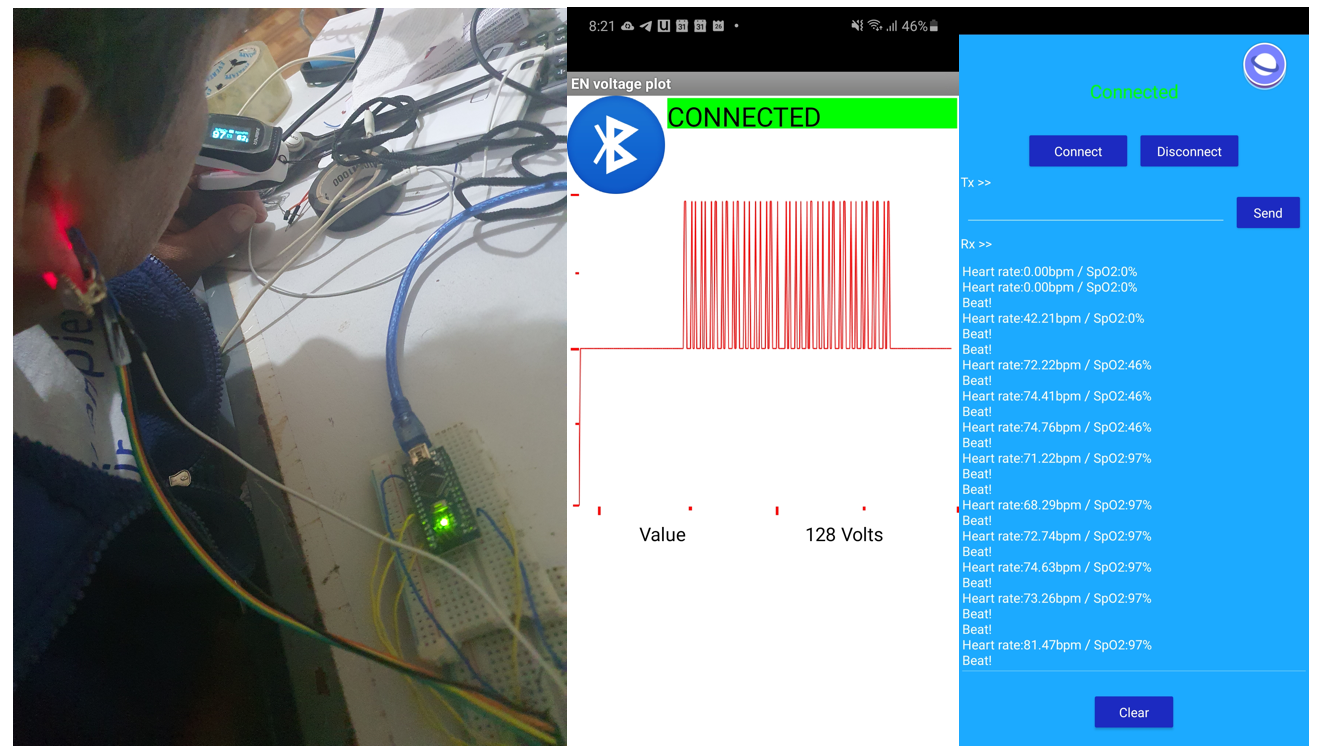 97
82
8:21
31
31
26
46%
EN voltage plot
CONNECTED
Value
128 Volts
Connected
Connect
Disconnect
Tx >>
Send
Rx >>
Heart rate:0.00bpm / SpO2:0%
Heart rate:0.00bpm / SpO2:0%
Beat!
Heart rate:42.21bpm / SpO2:0%
Beat!
Beat!
Heart rate:72.22bpm / SpO2:46%
Beat!
Heart rate:74.41bpm / SpO2:46%
Beat!
Heart rate:74.76bpm / SpO2:46%
Beat!
Heart rate:71.22bpm / SpO2:97%
Beat!
Beat!
Heart rate:68.29bpm / SpO2:97%
Beat!
Heart rate:72.74bpm / SpO2:97%
Beat!
Heart rate:74.63bpm / SpO2:97%
Beat!
Heart rate:73.26bpm / SpO2:97%
Beat!
Beat!
Heart rate:81.47bpm / SpO2:97%
Beat!
Clear